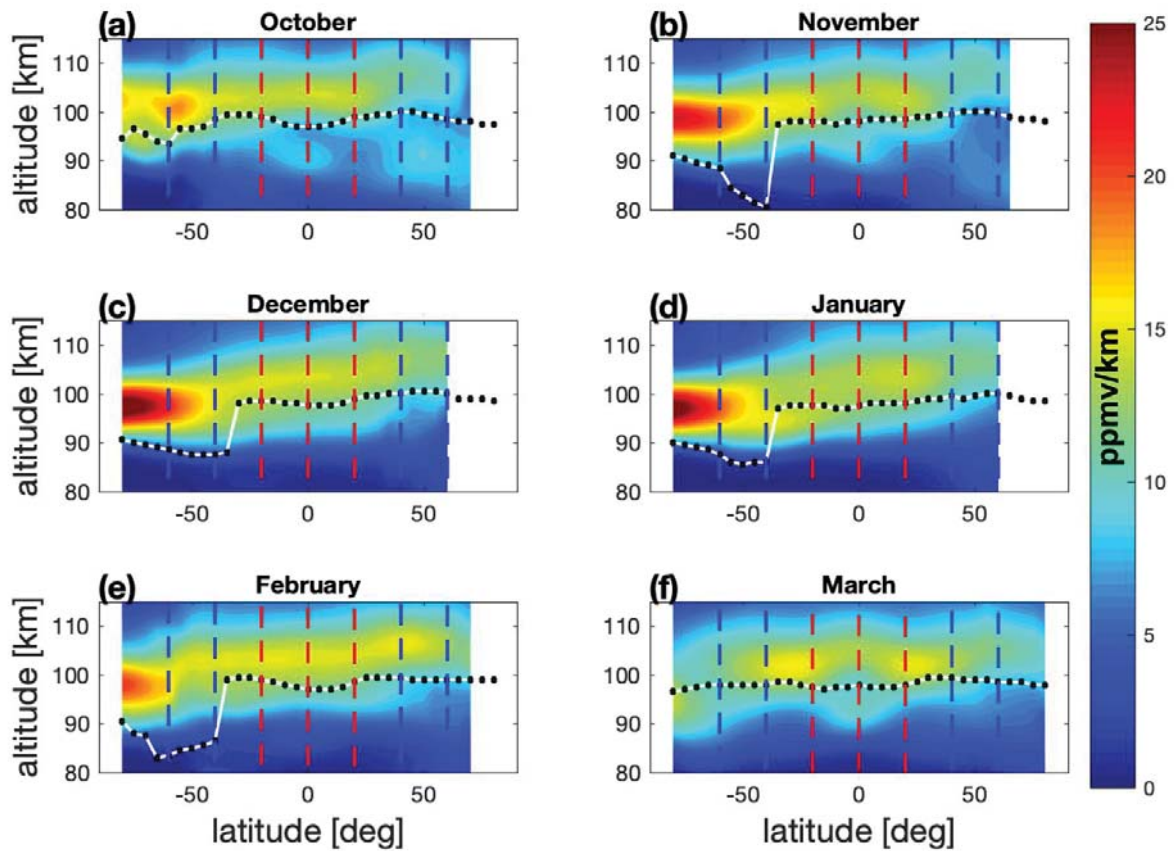 (a) October
(b) November
altitude [km]
110
100
90
80
-50 0 50
110
100
90
80
-50 0 50
(c) December
(d) January
altitude [km]
110
100
90
80
-50 0 50
110
100
90
80
-50 0 50
(e) February
(f) March
altitude [km]
110
100
90
80
-50 0 50
latitude [deg]
110
100
90
80
-50 0 50
latitude [deg]
25
20
15
10
5
0
ppmv/km